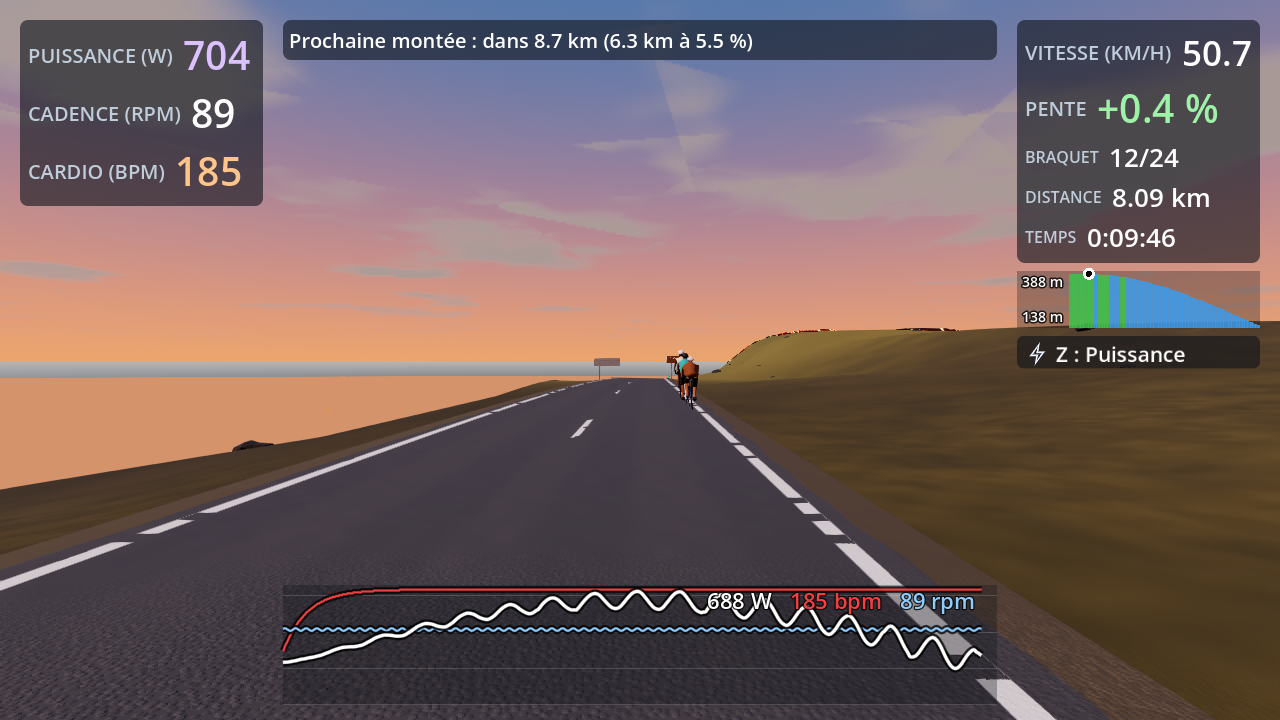 PUISSANCE (W) 704
CADENCE (RPM) 89
CARDIO (BPM) 185
Prochaine montée : dans 8.7 km (6.3 km à 5.5 %)
VITESSE (KM/H) 50.7
PENTE +0.4 %
BRAQUET 12/24
DISTANCE 8.09 km
TEMPS 0:09:46
388 m
138 m
Z : Puissance
688 W 185 bpm 89 rpm